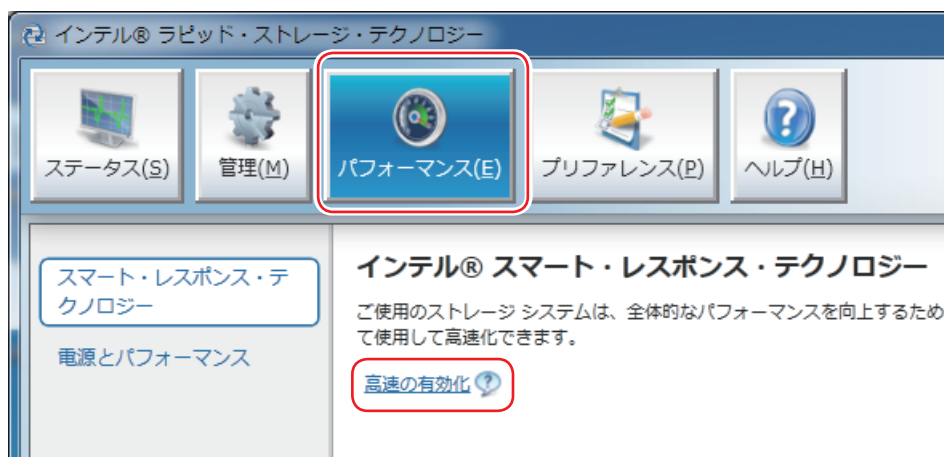 インテル® ラピッド・ストレージ・テクノロジー
ステータス(S)
管理(M)
パフォーマンス(E)
プリファレンス(P)
ヘルプ(H)
スマート・レスポンス・テ
クノロジー
電源とパフォーマンス
インテル® スマート・レスポンス・テクノロジー
ご使用のストレージ システムは、全体的なパフォーマンスを向上するため
て使用して高速化できます。
高速の有効化